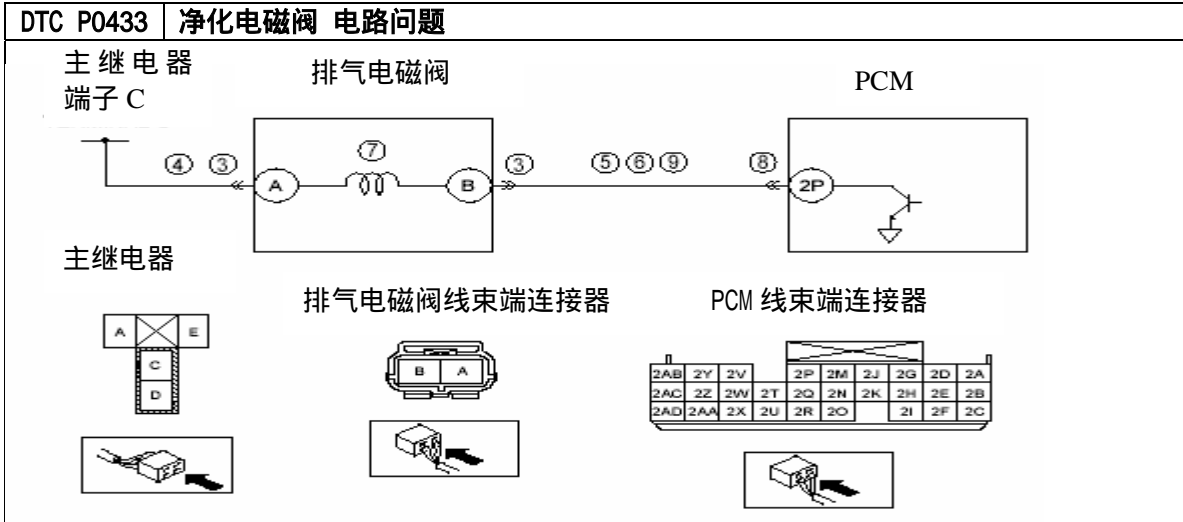 DTC P0433 净化电磁阀 电路问题
主继电器
端子 C
排气电磁阀
PCM
④ ③ ⑦ ③ ⑤⑥⑨ ⑧
A B 2P
主继电器
排气电磁阀线束端连接器
PCM 线束端连接器
A E
C
D
B A
2AB 2Y 2V 2P 2M 2J 2G 2D 2A
2AC 2Z 2W 2T 2Q 2N 2K 2H 2E 2B
2AD 2AA 2X 2U 2R 2O 2I 2F 2C